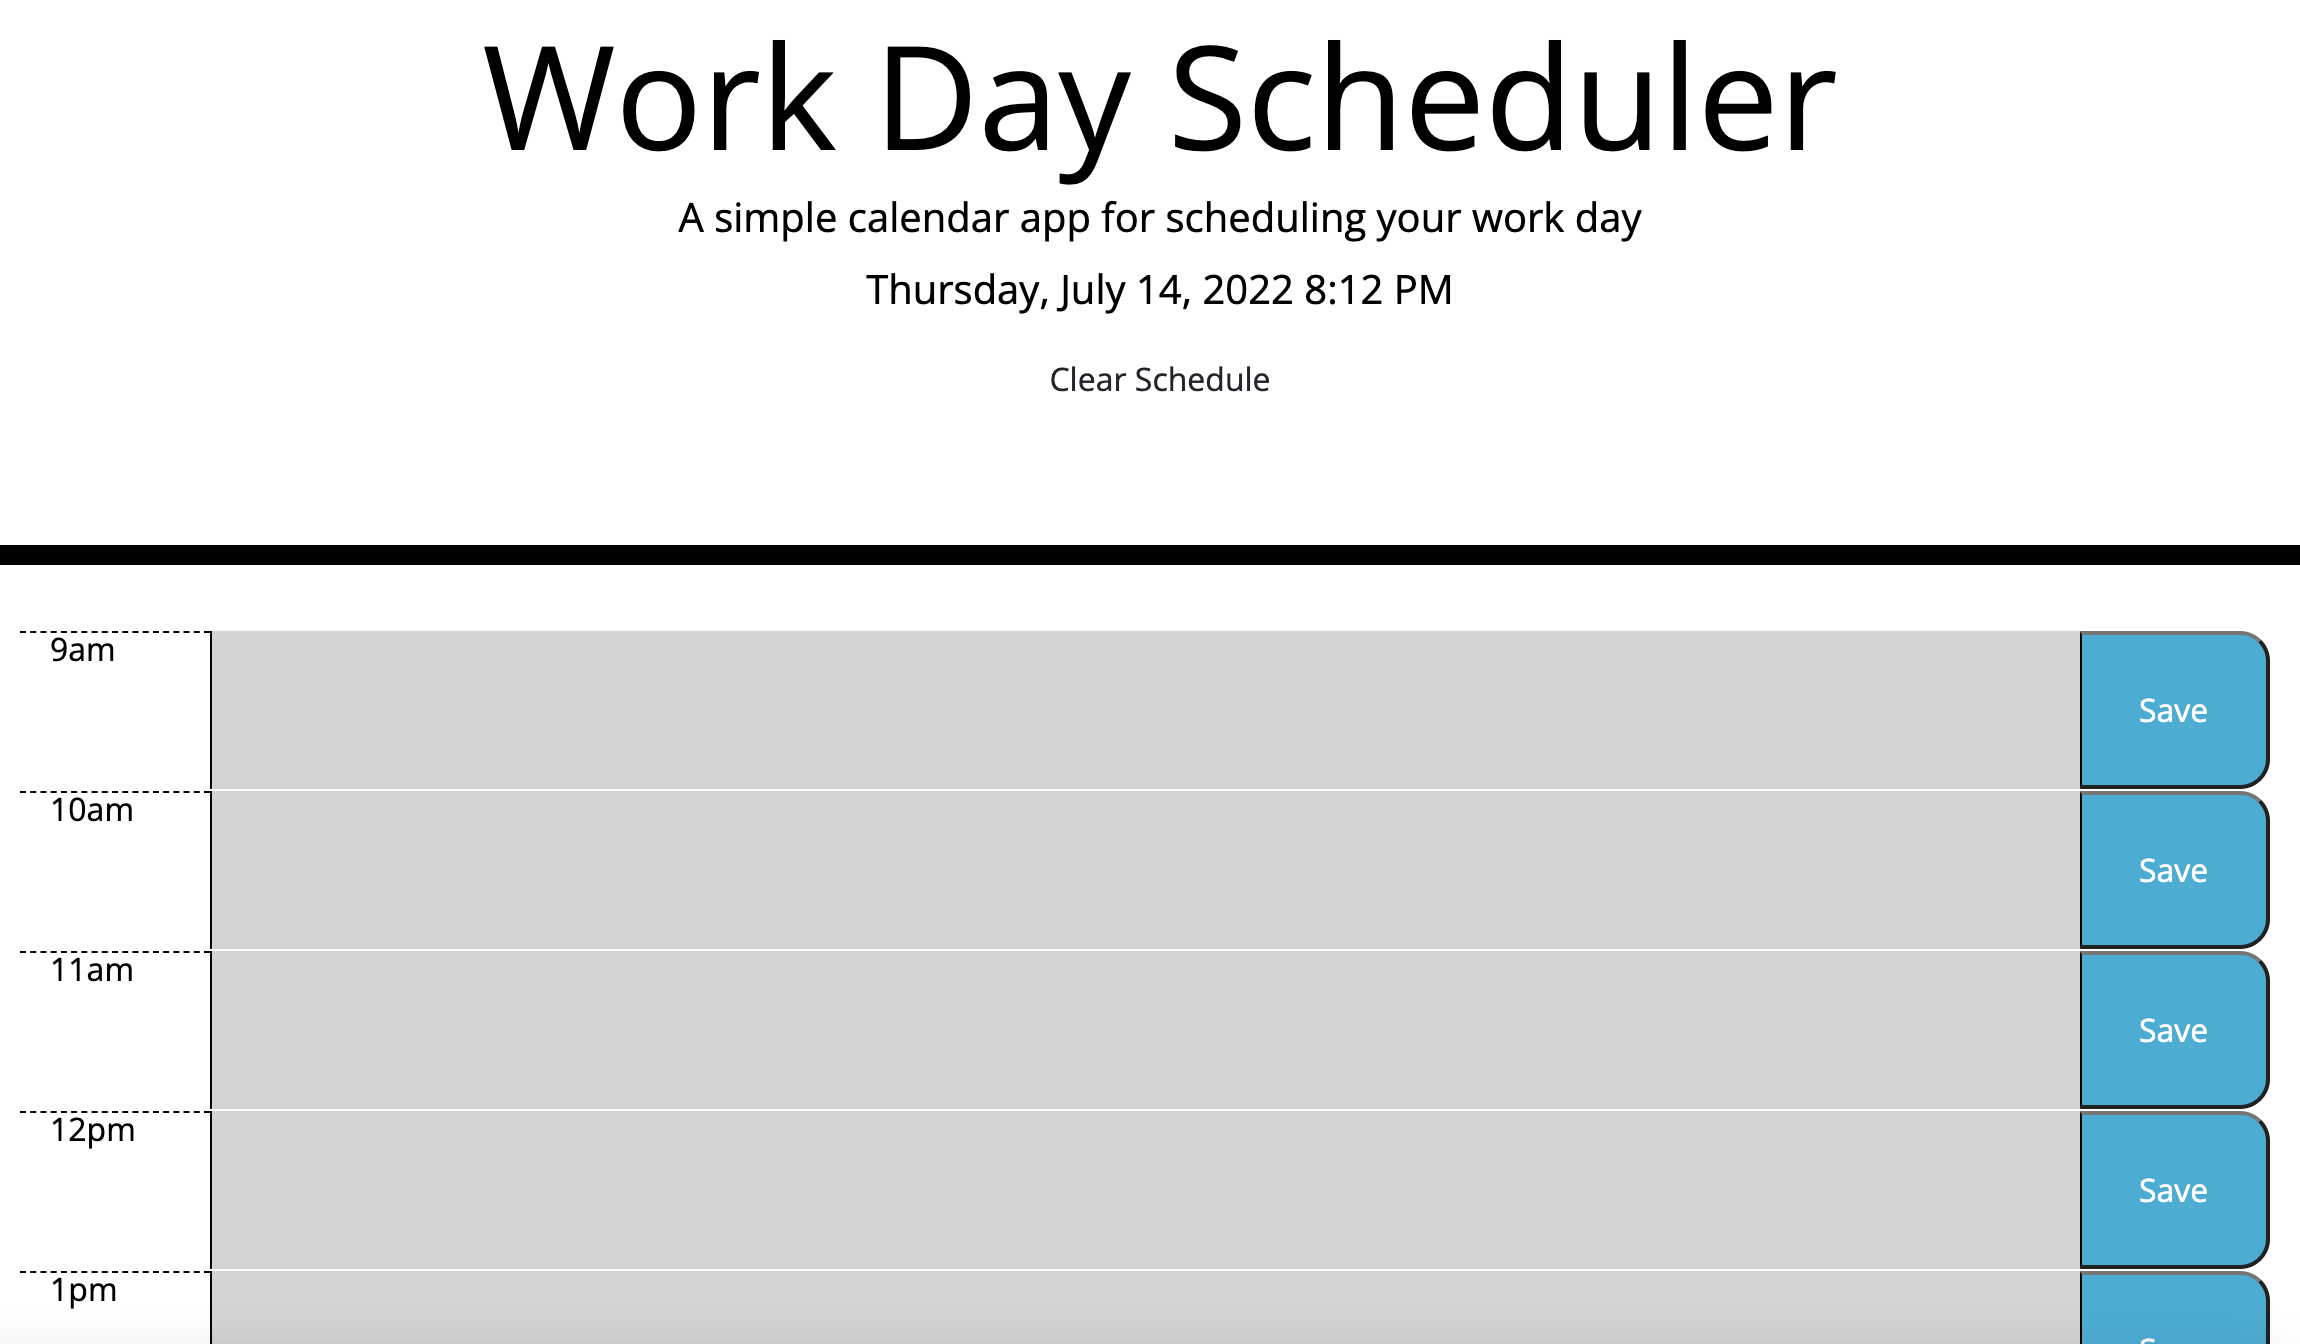 Work Day Scheduler
A simple calendar app for scheduling your work day
Thursday, July 14, 2022 8:12 PM
Clear Schedule
9am
Save
10am
Save
11am
Save
12pm
Save
1pm